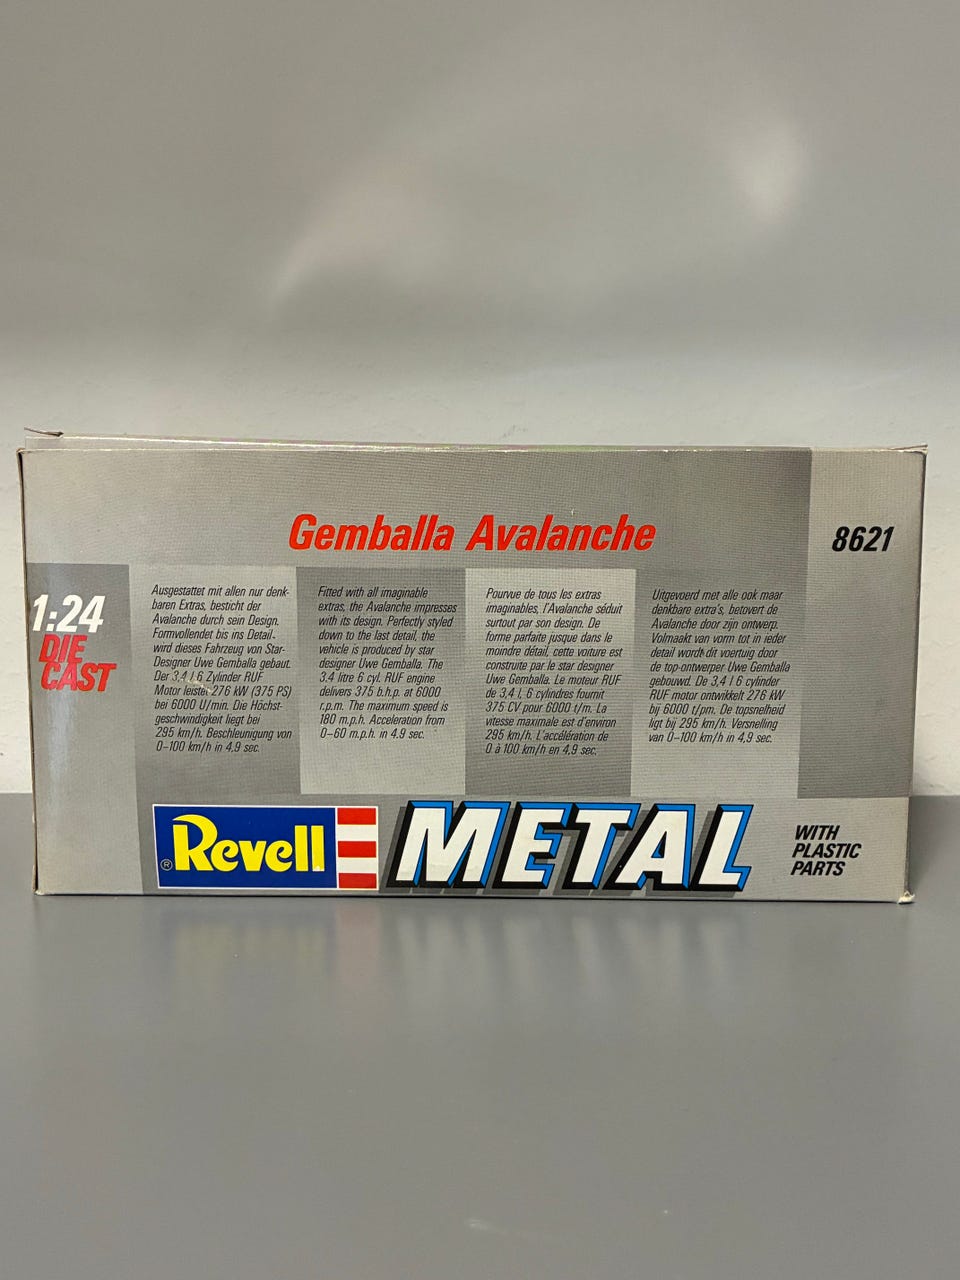 Gemballa Avalanche
8621
1:24
DIE
CAST
Ausgestattet mit allen nur denk-
baren Extras, besticht der
Avalanche durch sein Design.
Formvollendet bis ins Detail-
wird dieses Fahrzeug von Star-
Designer Uwe Gemballa gebaut.
Der 3,4 l 6 Zylinder RUF
Motor leistet 276 kW (375 PS)
bei 6000 U/min. Die Höchst-
geschwindigkeit liegt bei
295 km/h. Beschleunigung von
0-100 km/h in 4,9 sec.
Fitted with all imaginable
extras, the Avalanche impresses
with its design. Perfectly styled
down to the last detail, the
vehicle is produced by star
designer Uwe Gemballa. The
3.4 litre 6 cyl. RUF engine
delivers 375 b.h.p. at 6000
r.p.m. The maximum speed is
180 m.p.h. Acceleration from
0-60 m.p.h. in 4.9 sec.
Pourvue de tous les extras
imaginables, l'Avalanche séduit
surtout par son design. De
forme parfaite jusque dans le
moindre détail, cette voiture est
construite par le star designer
Uwe Gemballa. Le moteur RUF
de 3,4 l, 6 cylindres fournit
375 CV pour 6000 t/m. La
vitesse maximale est d'environ
295 km/h. L'accélération de
0 à 100 km/h en 4,9 sec.
Uitgevoerd met alle ook maar
denkbare extra's, betovert de
Avalanche door zijn ontwerp.
Volmaakt van vorm tot in ieder
detail wordt dit voertuig door
de top-ontwerper Uwe Gemballa
gebouwd. De 3,4 l 6 cylinder
RUF motor ontwikkelt 276 kW
bij 6000 t/pm. De topsnelheid
ligt bij 295 km/h. Versnelling
van 0-100 km/h in 4,9 sec.
® Revell
METAL
WITH
PLASTIC
PARTS